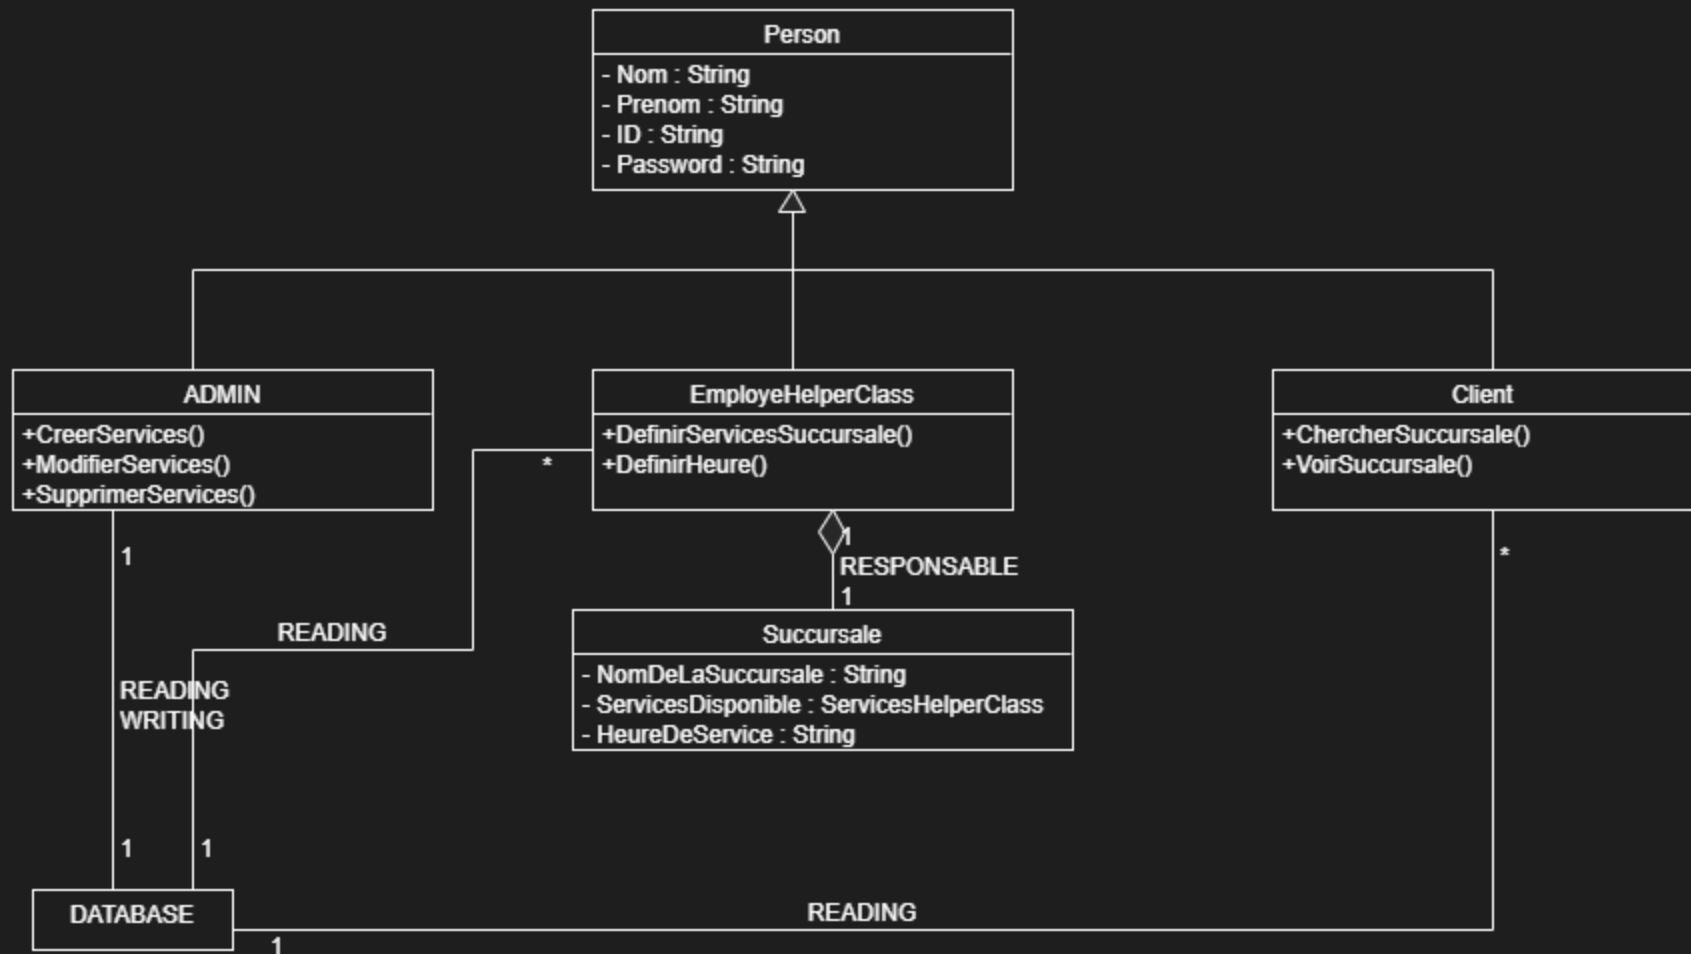 Person
- Nom : String
- Prenom : String
- ID : String
- Password : String
ADMIN
+CreerServices()
+ModifierServices()
+SupprimerServices()
EmployeHelperClass
+DefinirServicesSuccursale()
+DefinirHeure()
Client
+ChercherSuccursale()
+VoirSuccursale()
*
1
1
*
RESPONSABLE
1
Succursale
- NomDeLaSuccursale : String
- ServicesDisponible : ServicesHelperClass
- HeureDeService : String
READING
READING
WRITING
1
1
DATABASE
READING
1